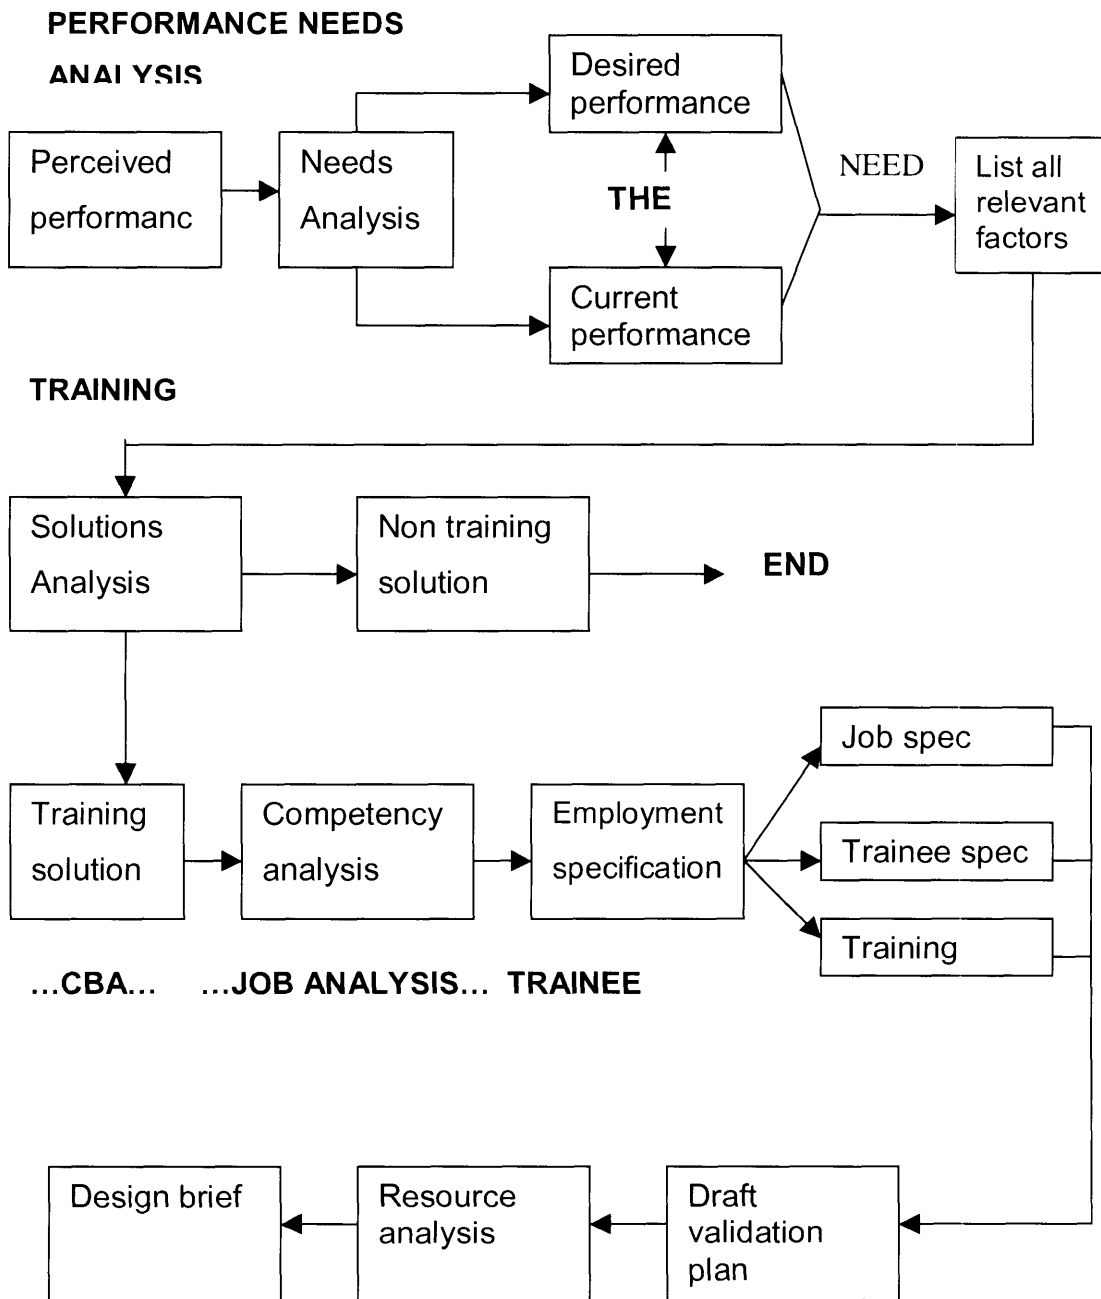 PERFORMANCE NEEDS
ANALYSIS
Perceived
performanc
Needs
Analysis
Desired
performance
THE
Current
performance
NEED
List all
relevant
factors
TRAINING
Solutions
Analysis
Non training
solution
END
Training
solution
Competency
analysis
Employment
specification
Job spec
Trainee spec
Training
...CBA...
...JOB ANALYSIS...
TRAINEE
Design brief
Resource
analysis
Draft
validation
plan